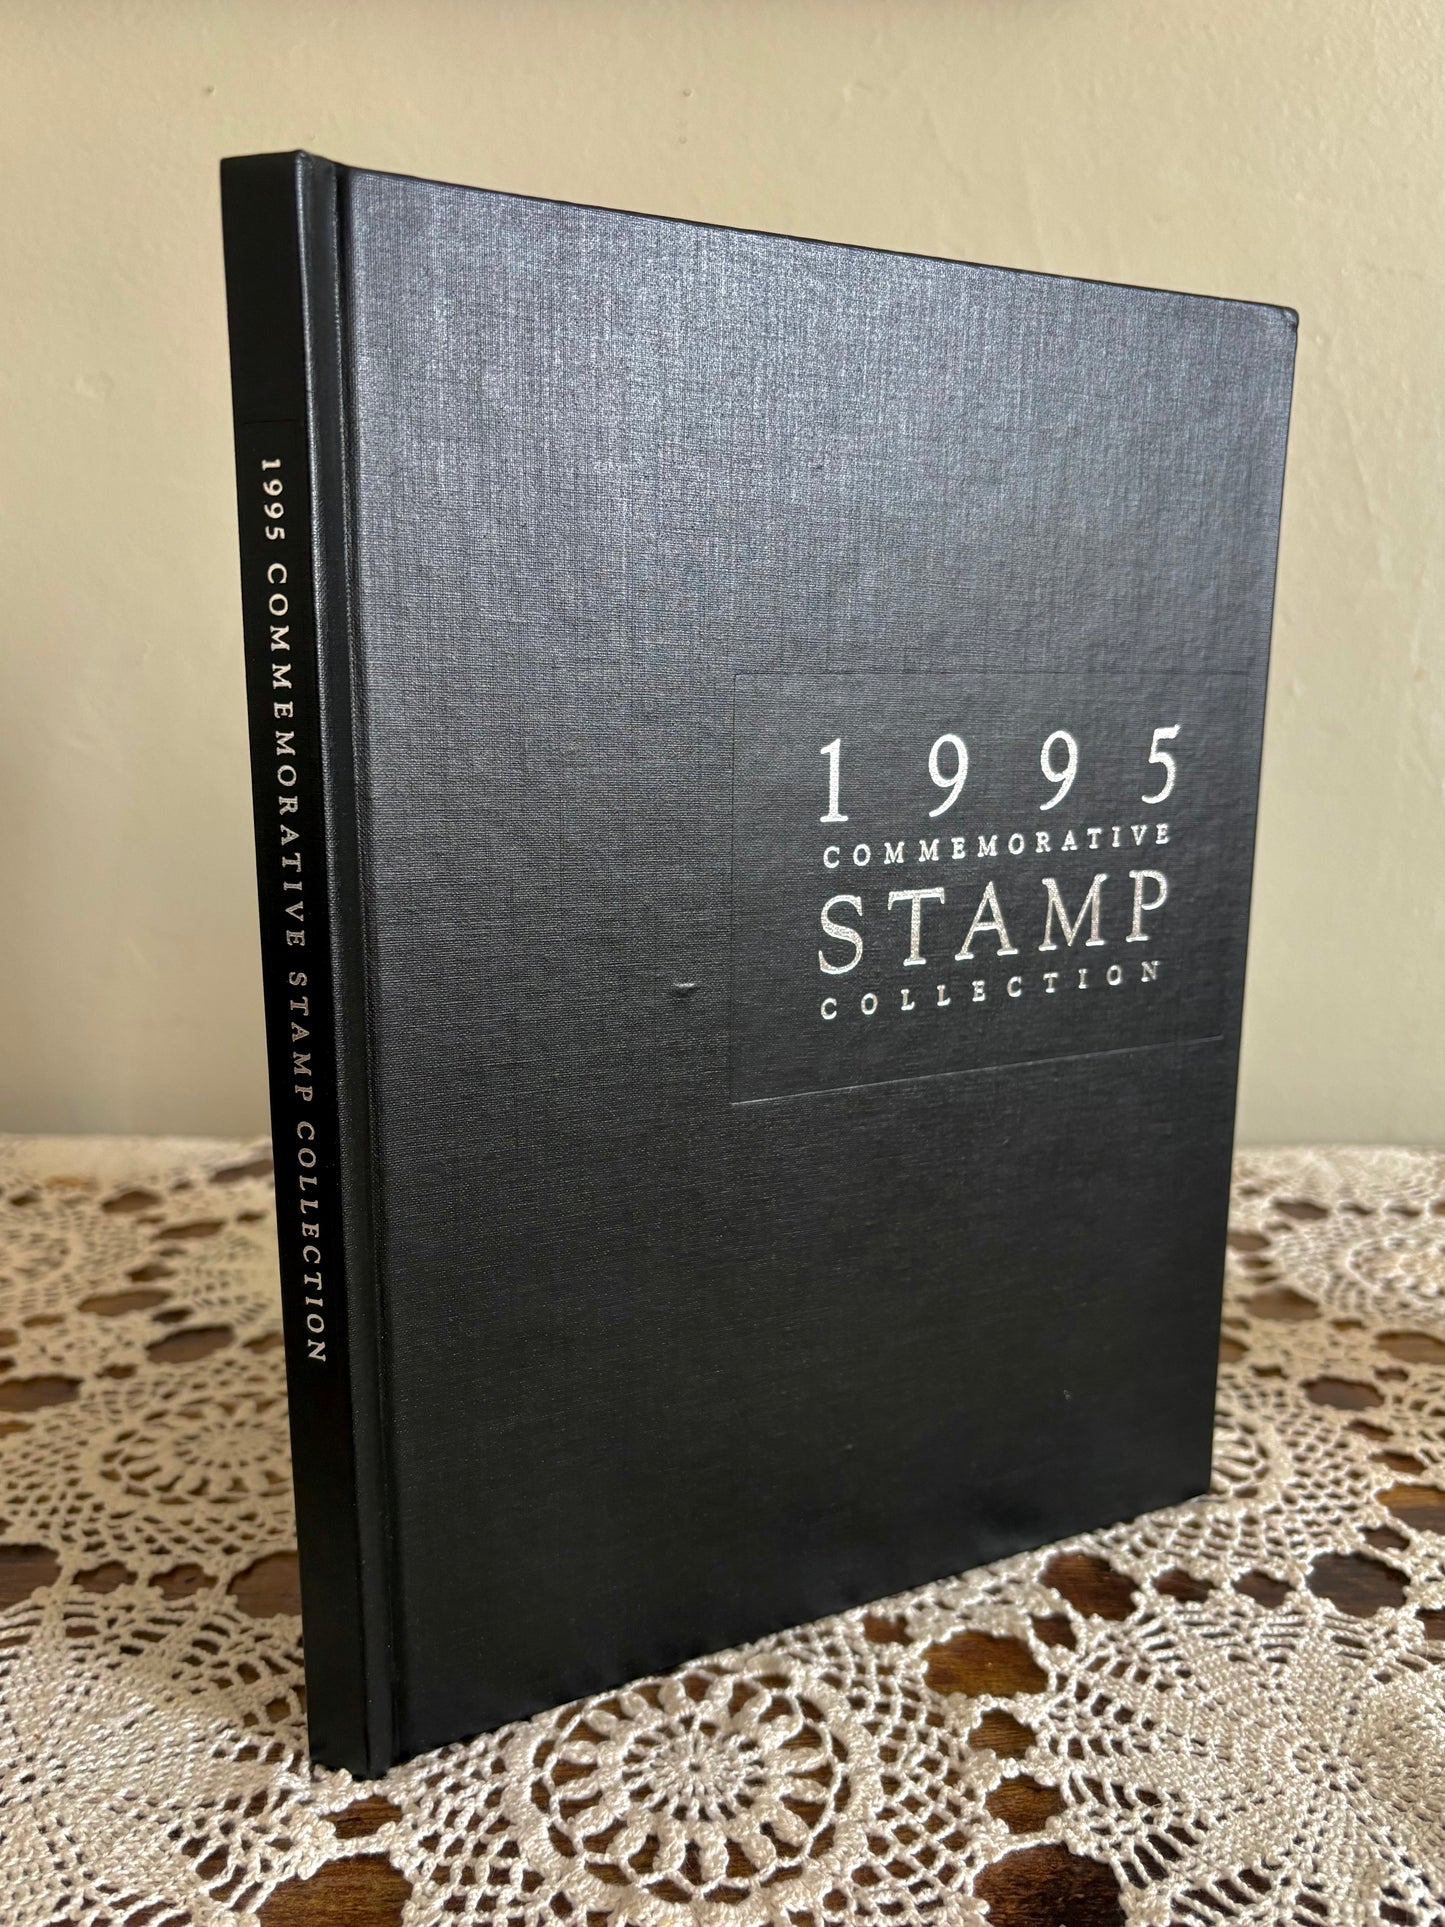 1995 COMMEMORATIVE STAMP COLLECTION
1995
COMMEMORATIVE
STAMP
COLLECTION